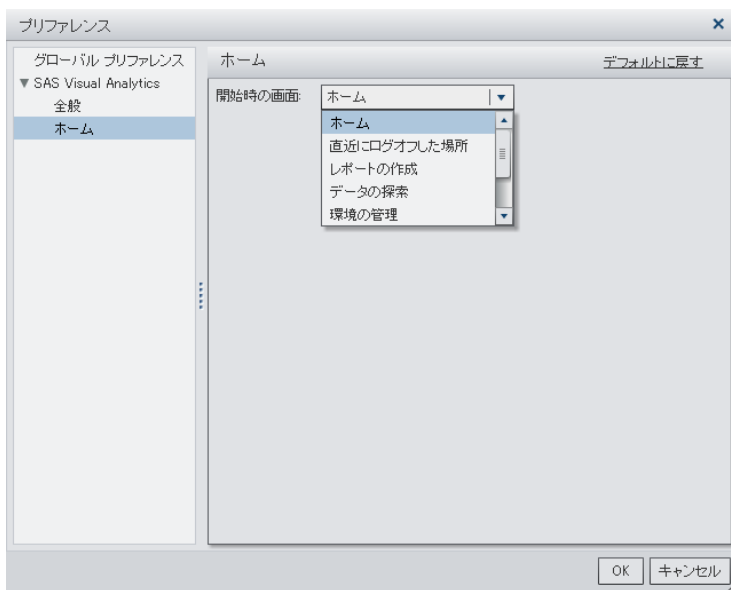 プリファレンス
グローバル プリファレンス
SAS Visual Analytics
全般
ホーム
ホーム
デフォルトに戻す
開始時の画面:
ホーム
ホーム
直近にログオフした場所
レポートの作成
データの探索
環境の管理
OK
キャンセル